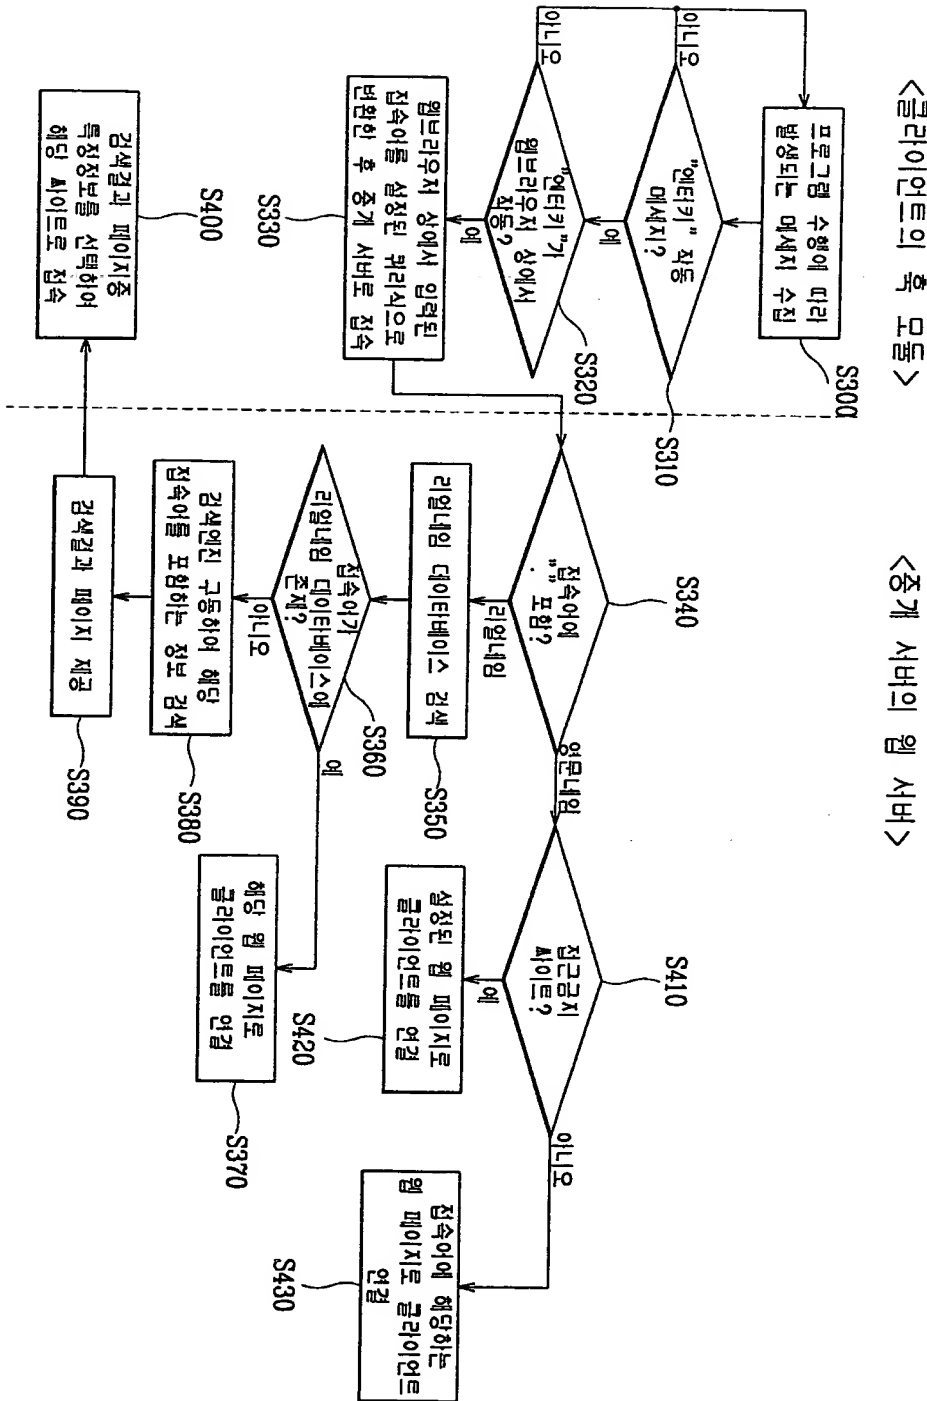 <클라이언트의 훅 모듈>
프로그램 수행에 따라
발생되는 메세지 수집
S300
"엔터키" 작동
메세지?
S310
아니오
예
"엔터키"가
웹브라우저 상에서
작동?
S320
아니오
예
웹브라우저 상에서 입력된
접속어를 설정된 쿼리식으로
변환한 후 중계 서버로 접속
S330
검색결과 페이지중
특정정보를 선택하여
해당 싸이트로 접속
S400
<중계 서버의 웹 서버>
접속어에
"." 포함?
S340
리얼네임
영문네임
리얼네임 데이터베이스 검색
S350
접속어가
리얼네임 데이터베이스에
존재?
S360
아니오
예
검색엔진 구동하여 해당
접속어를 포함하는 정보 검색
S380
검색결과 페이지 제공
S390
해당 웹 페이지로
클라이언트를 연결
S370
접근금지
싸이트?
S410
예
아니오
설정된 웹 페이지로
클라이언트를 연결
S420
접속어에 해당하는
웹 페이지로 클라이언트
연결
S430